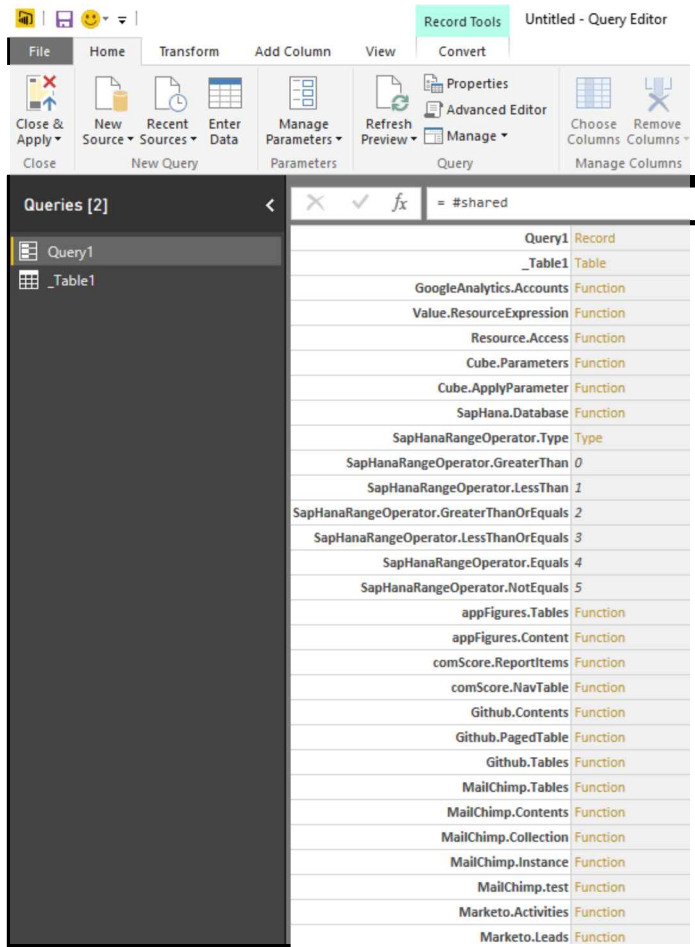 Record Tools Untitled - Query Editor
File Home Transform Add Column View Convert
Close & Apply
New Source
Recent Sources
Enter Data
Manage Parameters
Refresh Preview
Properties
Advanced Editor
Manage
Choose Columns
Remove Columns
Close New Query Parameters Query Manage Columns
Queries [2]
fx = #shared
Query1
_Table1
Query1 Record
_Table1 Table
GoogleAnalytics.Accounts Function
Value.ResourceExpression Function
Resource.Access Function
Cube.Parameters Function
Cube.ApplyParameter Function
SapHana.Database Function
SapHanaRangeOperator.Type Type
SapHanaRangeOperator.GreaterThan 0
SapHanaRangeOperator.LessThan 1
SapHanaRangeOperator.GreaterThanOrEquals 2
SapHanaRangeOperator.LessThanOrEquals 3
SapHanaRangeOperator.Equals 4
SapHanaRangeOperator.NotEquals 5
appFigures.Tables Function
appFigures.Content Function
comScore.ReportItems Function
comScore.NavTable Function
Github.Contents Function
Github.PagedTable Function
Github.Tables Function
MailChimp.Tables Function
MailChimp.Contents Function
MailChimp.Collection Function
MailChimp.Instance Function
MailChimp.test Function
Marketo.Activities Function
Marketo.Leads Function